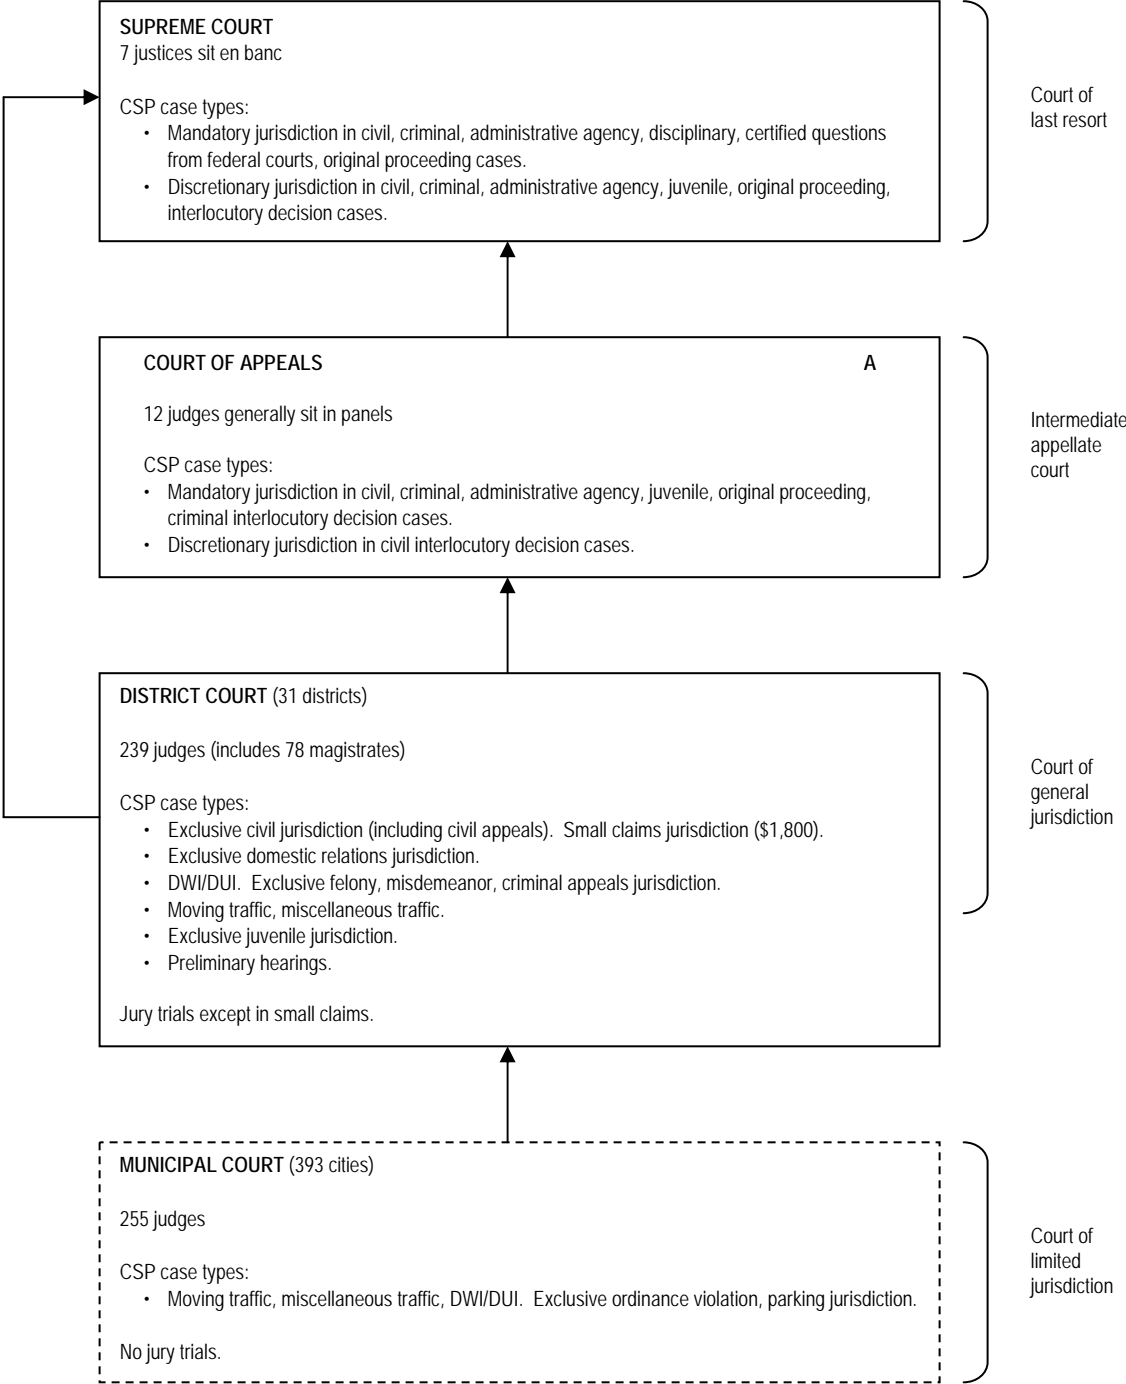 SUPREME COURT
7 justices sit en banc
CSP case types:
• Mandatory jurisdiction in civil, criminal, administrative agency, disciplinary, certified questions
from federal courts, original proceeding cases.
• Discretionary jurisdiction in civil, criminal, administrative agency, juvenile, original proceeding,
interlocutory decision cases.
Court of
last resort
COURT OF APPEALS A
12 judges generally sit in panels
CSP case types:
• Mandatory jurisdiction in civil, criminal, administrative agency, juvenile, original proceeding,
criminal interlocutory decision cases.
• Discretionary jurisdiction in civil interlocutory decision cases.
Intermediate
appellate
court
DISTRICT COURT (31 districts)
239 judges (includes 78 magistrates)
CSP case types:
• Exclusive civil jurisdiction (including civil appeals).  Small claims jurisdiction ($1,800).
• Exclusive domestic relations jurisdiction.
• DWI/DUI.  Exclusive felony, misdemeanor, criminal appeals jurisdiction.
• Moving traffic, miscellaneous traffic.
• Exclusive juvenile jurisdiction.
• Preliminary hearings.
Jury trials except in small claims.
Court of
general
jurisdiction
MUNICIPAL COURT (393 cities)
255 judges
CSP case types:
• Moving traffic, miscellaneous traffic, DWI/DUI.  Exclusive ordinance violation, parking jurisdiction.
No jury trials.
Court of
limited
jurisdiction